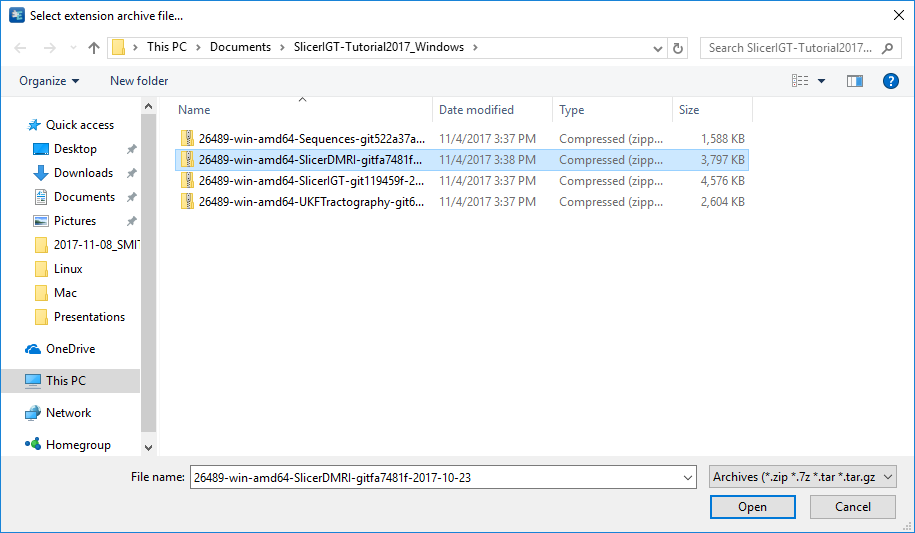 Select extension archive file...
This PC > Documents > SlicerIGT-Tutorial2017_Windows >
Search SlicerIGT-Tutorial2017...
Organize
New folder
?
Name Date modified Type Size
Quick access
Desktop
Downloads
Documents
Pictures
2017-11-08_SMIT
Linux
Mac
Presentations
OneDrive
This PC
Network
Homegroup
26489-win-amd64-Sequences-git522a37a... 11/4/2017 3:37 PM Compressed (zipp... 1,588 KB
26489-win-amd64-SlicerDMRI-gitfa7481f... 11/4/2017 3:38 PM Compressed (zipp... 3,797 KB
26489-win-amd64-SlicerIGT-git119459f-2... 11/4/2017 3:37 PM Compressed (zipp... 4,576 KB
26489-win-amd64-UKFTractography-git6... 11/4/2017 3:37 PM Compressed (zipp... 2,604 KB
File name: 26489-win-amd64-SlicerDMRI-gitfa7481f-2017-10-23
Archives (*.zip *.7z *.tar *.tar.gz
Open
Cancel